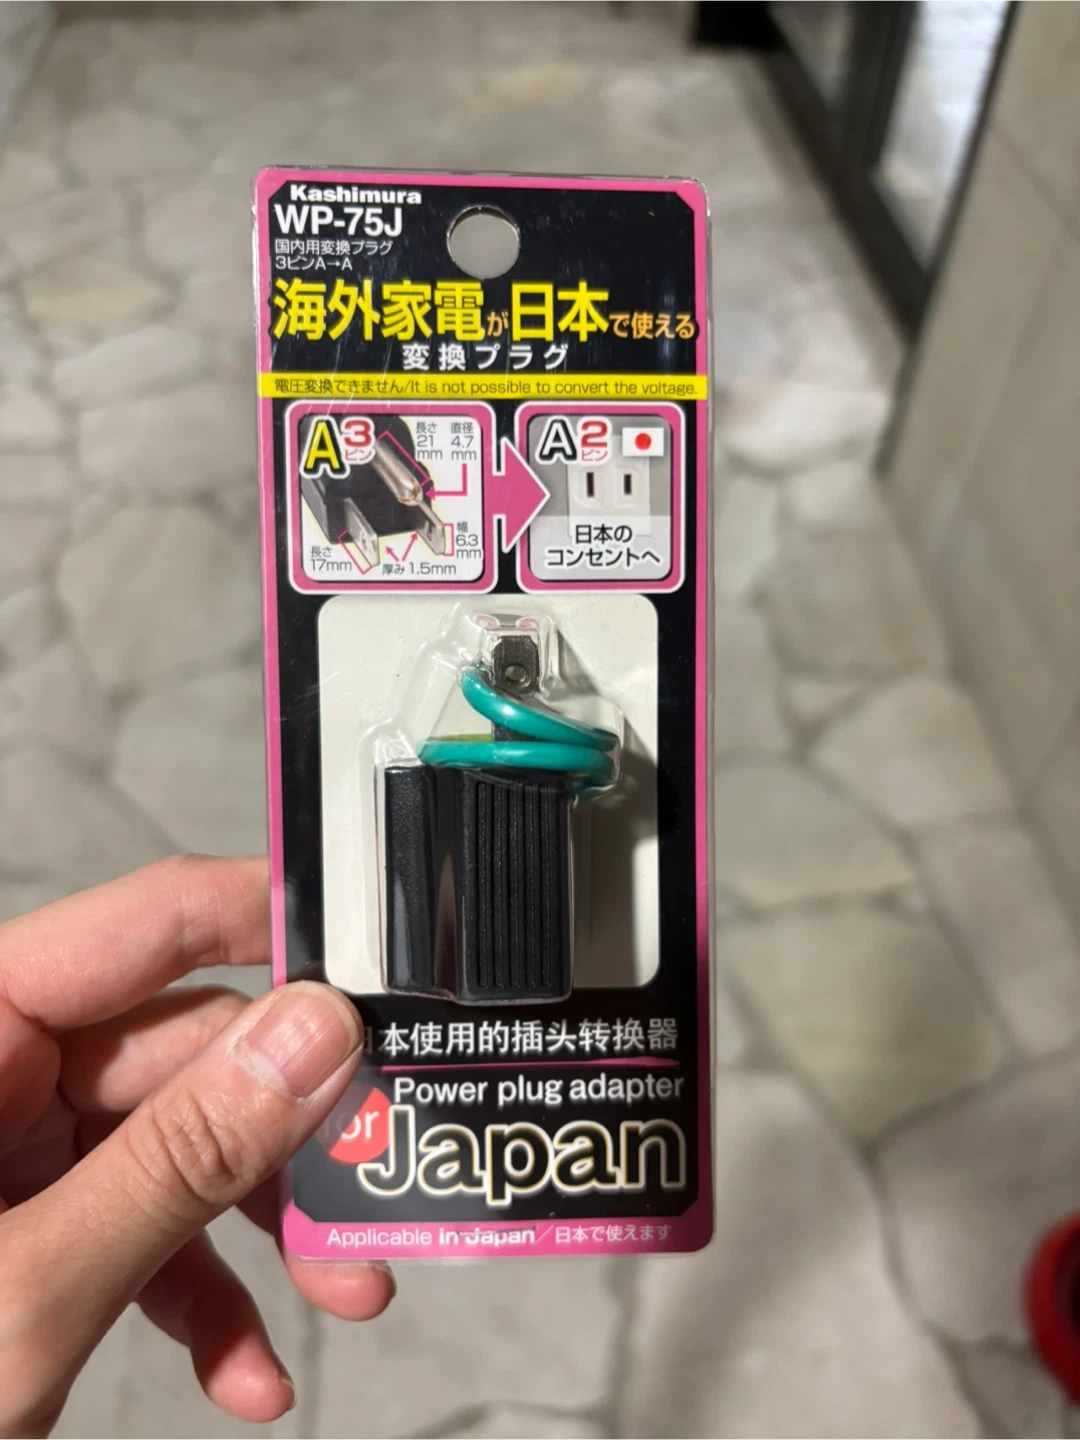 Kashimura
WP-75J
国内用変換プラグ
3ピンA→A
海外家電が日本で使える
変換プラグ
電圧変換できません/It is not possible to convert the voltage.
A3ピン
長さ
21
mm
直径
4.7
mm
幅
6.3
mm
長さ
17mm
厚み1.5mm
A2ピン
日本の
コンセントへ
本使用的插头转换器
Power plug adapter
for
Japan
Applicable in Japan/日本で使えます